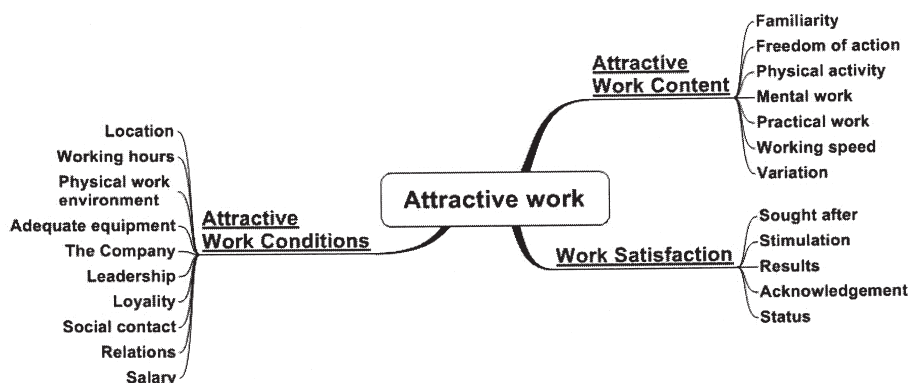 Attractive work
Attractive
Work Content
Familiarity
Freedom of action
Physical activity
Mental work
Practical work
Working speed
Variation
Work Satisfaction
Sought after
Stimulation
Results
Acknowledgement
Status
Attractive
Work Conditions
Location
Working hours
Physical work
environment
Adequate equipment
The Company
Leadership
Loyality
Social contact
Relations
Salary